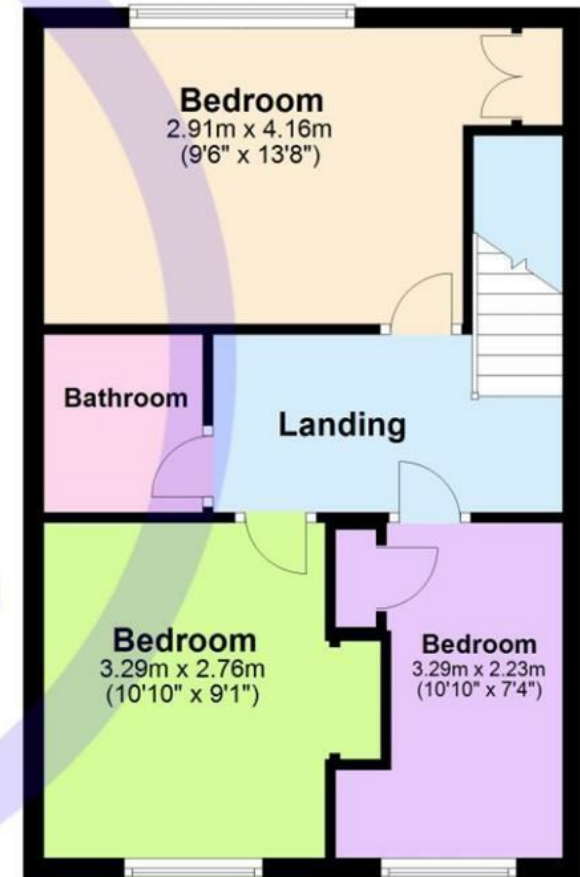 Bedroom
2.91m x 4.16m
(9'6" x 13'8")
Bathroom
Landing
Bedroom
3.29m x 2.76m
(10'10" x 9'1")
Bedroom
3.29m x 2.23m
(10'10" x 7'4")